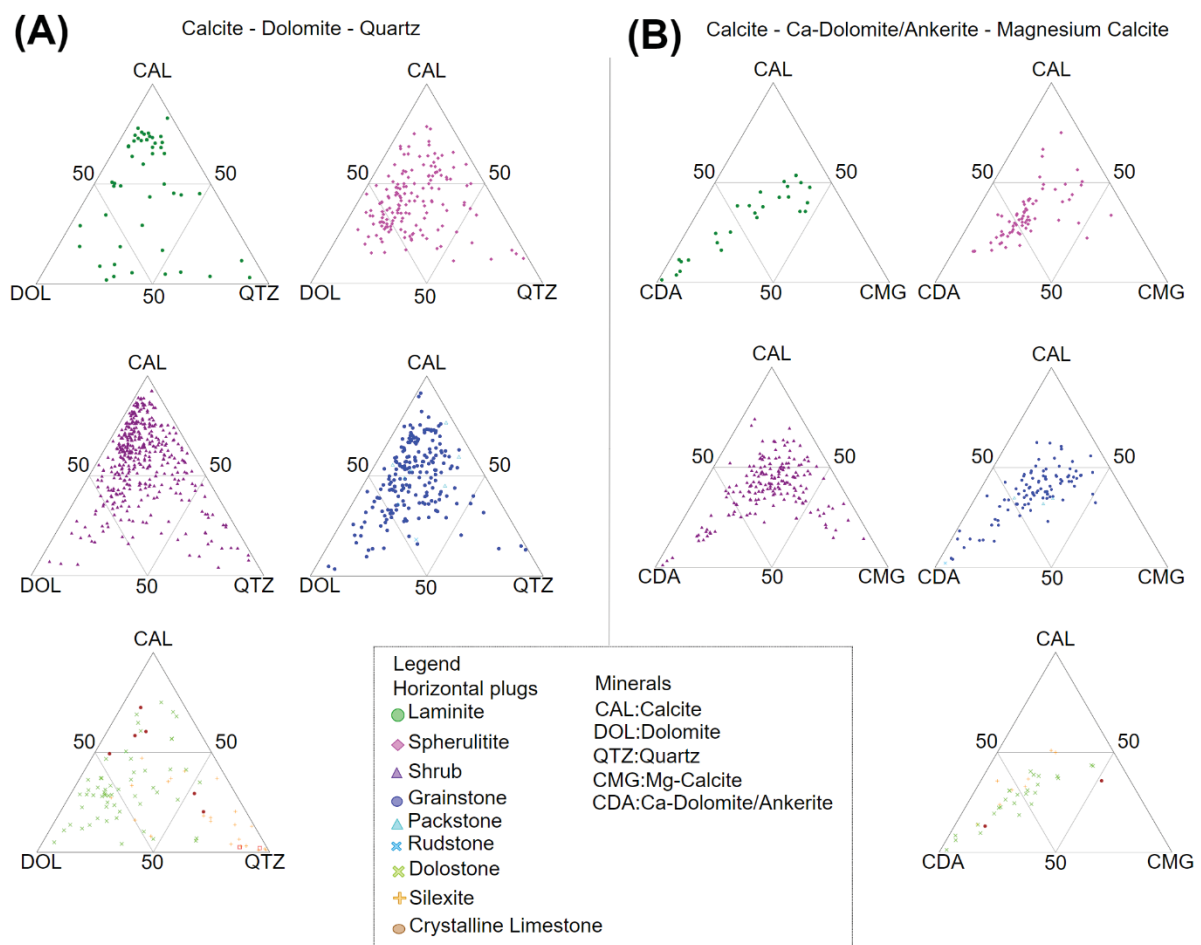 (A)
Calcite - Dolomite - Quartz
CAL
50
50
DOL
50
QTZ
CAL
50
50
DOL
50
QTZ
CAL
50
50
DOL
50
QTZ
CAL
50
50
DOL
50
QTZ
CAL
50
50
DOL
50
QTZ
(B)
Calcite - Ca-Dolomite/Ankerite - Magnesium Calcite
CAL
50
50
CDA
50
CMG
CAL
50
50
CDA
50
CMG
CAL
50
50
CDA
50
CMG
CAL
50
50
CDA
50
CMG
CAL
50
50
CDA
50
CMG
Legend
Horizontal plugs
Laminite
Spherulitite
Shrub
Grainstone
Packstone
Rudstone
Dolostone
Silexite
Crystalline Limestone
Minerals
CAL:Calcite
DOL:Dolomite
QTZ:Quartz
CMG:Mg-Calcite
CDA:Ca-Dolomite/Ankerite